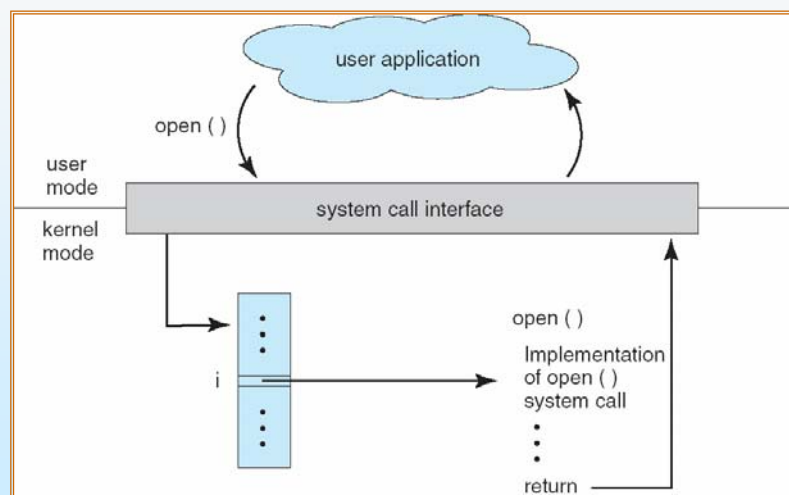 user application
open ( )
user
mode
system call interface
kernel
mode
open ( )
i
Implementation
of open ( )
system call
return